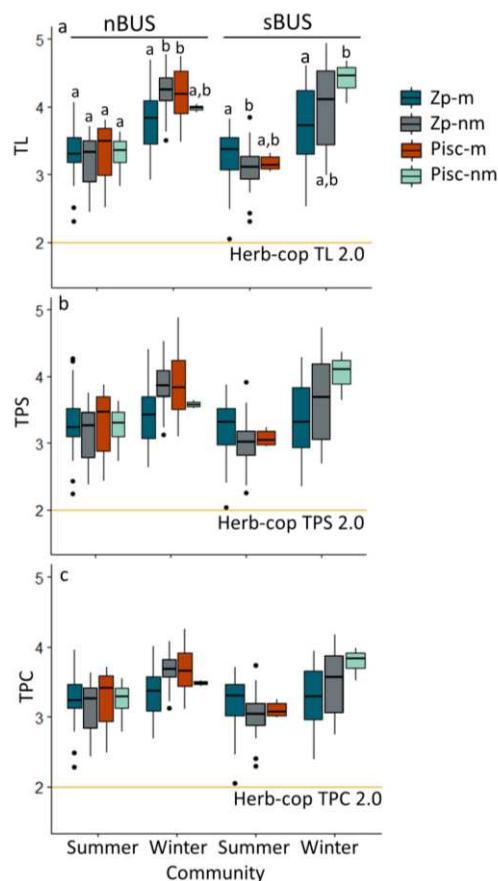 a
nBUS
sBUS
a a a a
a b b a,b
a b a,b
a a,b b
TL
5
4
3
2
Herb-cop TL 2.0
Zp-m
Zp-nm
Pisc-m
Pisc-nm
b
TPS
5
4
3
2
Herb-cop TPS 2.0
c
TPC
5
4
3
2
Herb-cop TPC 2.0
Summer Winter Summer Winter
Community